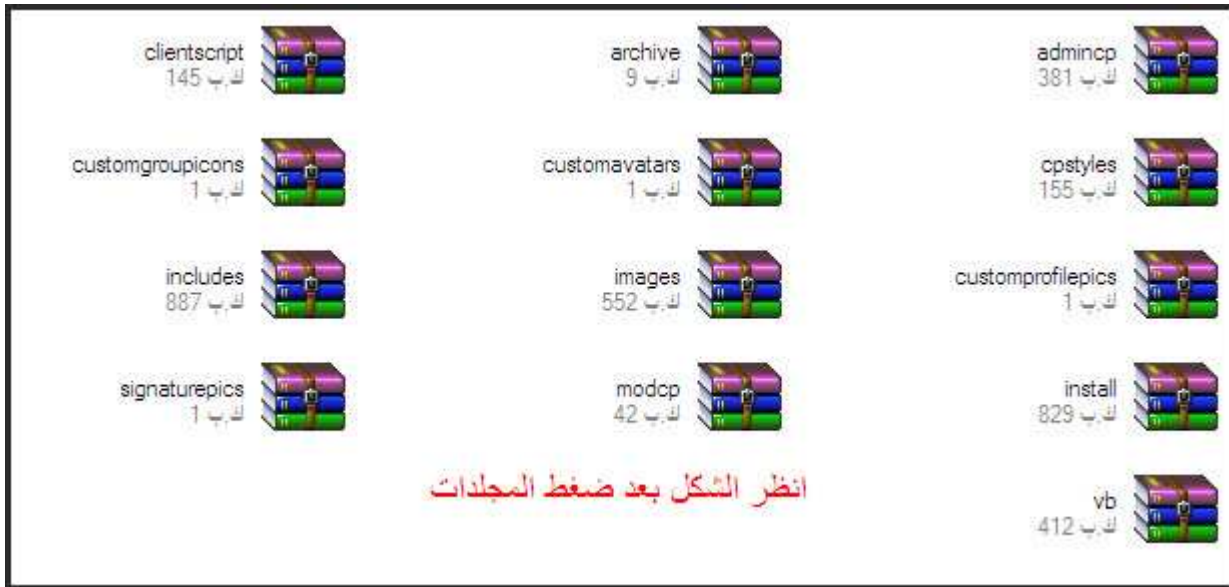 admincp
381 ك.ب
archive
9 ك.ب
clientscript
145 ك.ب
cpstyles
155 ك.ب
customavatars
1 ك.ب
customgroupicons
1 ك.ب
customprofilepics
1 ك.ب
images
552 ك.ب
includes
887 ك.ب
install
829 ك.ب
modcp
42 ك.ب
signaturepics
1 ك.ب
vb
412 ك.ب
انظر الشكل بعد ضغط المجلدات